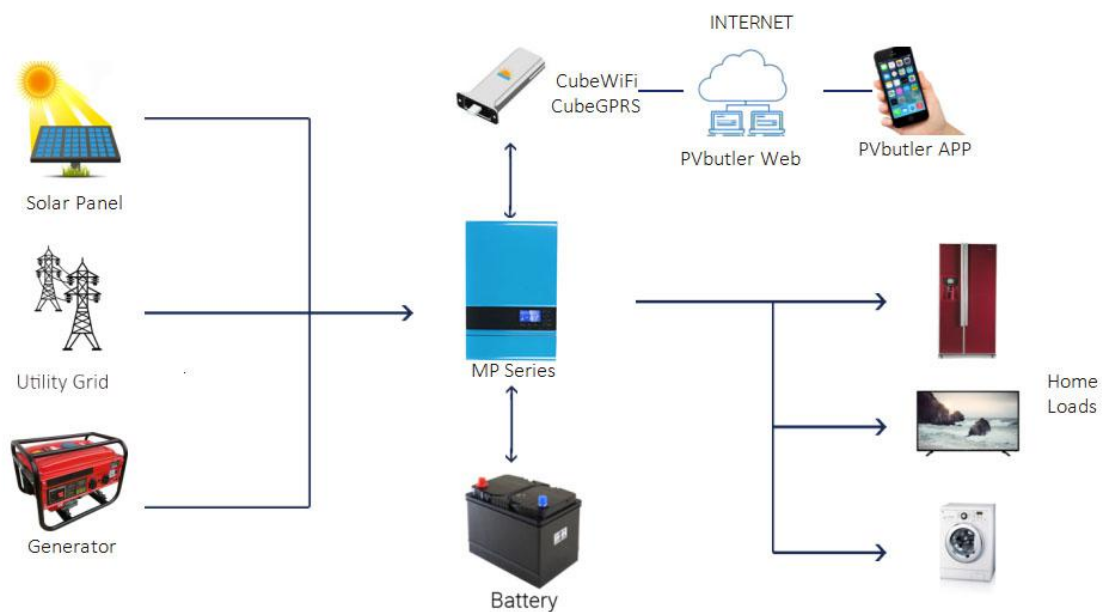 INTERNET
CubeWiFi
CubeGPRS
PVbutler Web
PVbutler APP
Solar Panel
MP Series
Utility Grid
Home
Loads
Generator
Battery